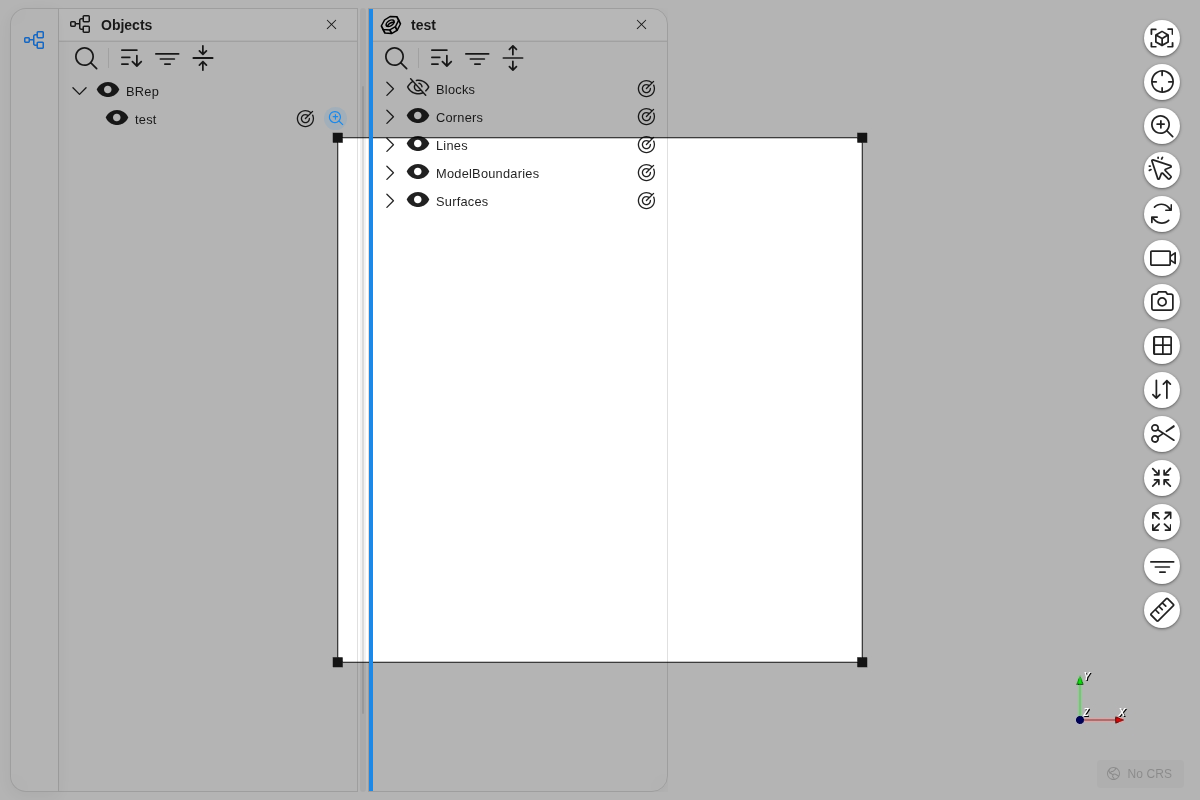 Objects
BRep
test
test
Blocks
Corners
Lines
ModelBoundaries
Surfaces
Y
Z
X
No CRS